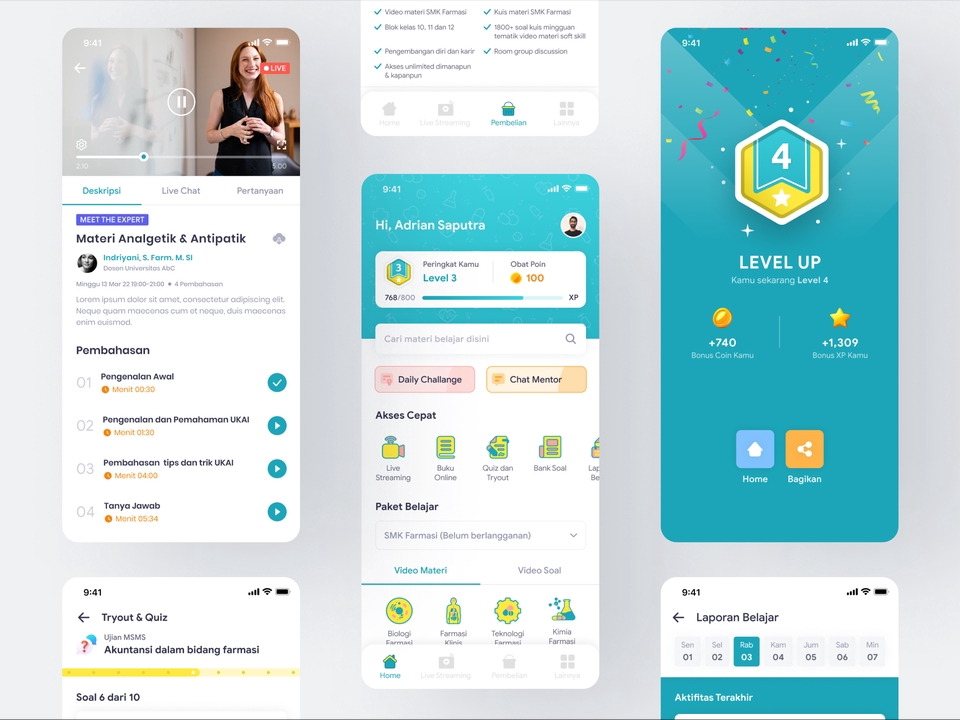 9:41
LIVE
2.10
5.00
Deskripsi
Live Chat
Pertanyaan
MEET THE EXPERT
Materi Analgetik & Antipatik
Indriyani, S. Farm. M. SI
Dosen Universitas AbC
Minggu 13 Mar 22 19:00-21:00 • 4 Pembahasan
Lorem ipsum dolor sit amet, consectetur adipiscing elit.
Neque quam maecenas cum et neque, duis maecenas
enim euismod.
Pembahasan
01
Pengenalan Awal
Menit 00:30
02
Pengenalan dan Pemahaman UKAI
Menit 01:30
03
Pembahasan tips dan trik UKAI
Menit 04:00
04
Tanya Jawab
Menit 05:34
9:41
Tryout & Quiz
Ujian MSMS
Akuntansi dalam bidang farmasi
Soal 6 dari 10
Video materi SMK Farmasi
Kuis materi SMK Farmasi
Blok kelas 10, 11 dan 12
1800+ soal kuis mingguan
tematik video materi soft skill
Pengembangan diri dan karir
Room group discussion
Akses unlimited dimanapun
& kapanpun
Home
Live Streaming
Pembelian
Lainnya
9:41
Hi, Adrian Saputra
3
Peringkat Kamu
Level 3
Obat Poin
100
768/800
XP
Cari materi belajar disini
Daily Challange
Chat Mentor
Akses Cepat
Live
Streaming
Buku
Online
Quiz dan
Tryout
Bank Soal
Lap
Be
Paket Belajar
SMK Farmasi (Belum berlangganan)
Video Materi
Video Soal
Biologi
Farmasi
Farmasi
Klinis
Teknologi
Farmasi
Kimia
Farmasi
Home
Live Streaming
Pembelian
Lainnya
9:41
4
LEVEL UP
Kamu sekarang Level 4
+740
Bonus Coin Kamu
+1,309
Bonus XP Kamu
Home
Bagikan
9:41
Laporan Belajar
Sen
01
Sel
02
Rab
03
Kam
04
Jum
05
Sab
06
Min
07
Aktifitas Terakhir